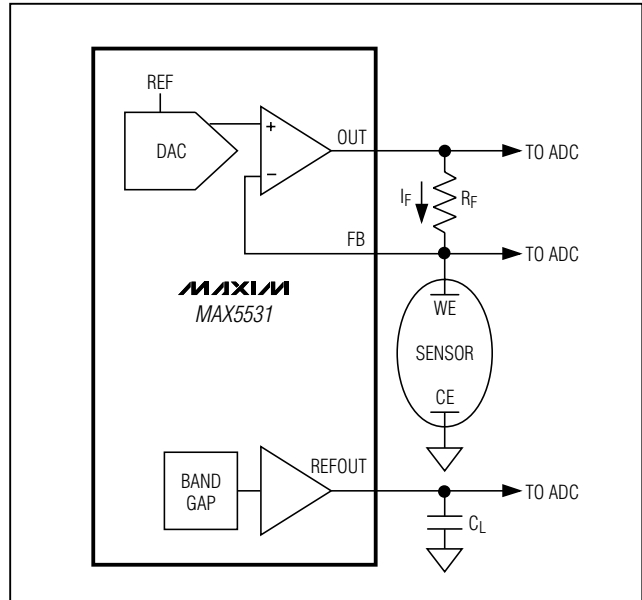 REF
DAC
+
−
OUT
TO ADC
I_F
R_F
FB
TO ADC
MAXIM
MAX5531
WE
SENSOR
CE
BAND
GAP
REFOUT
TO ADC
C_L